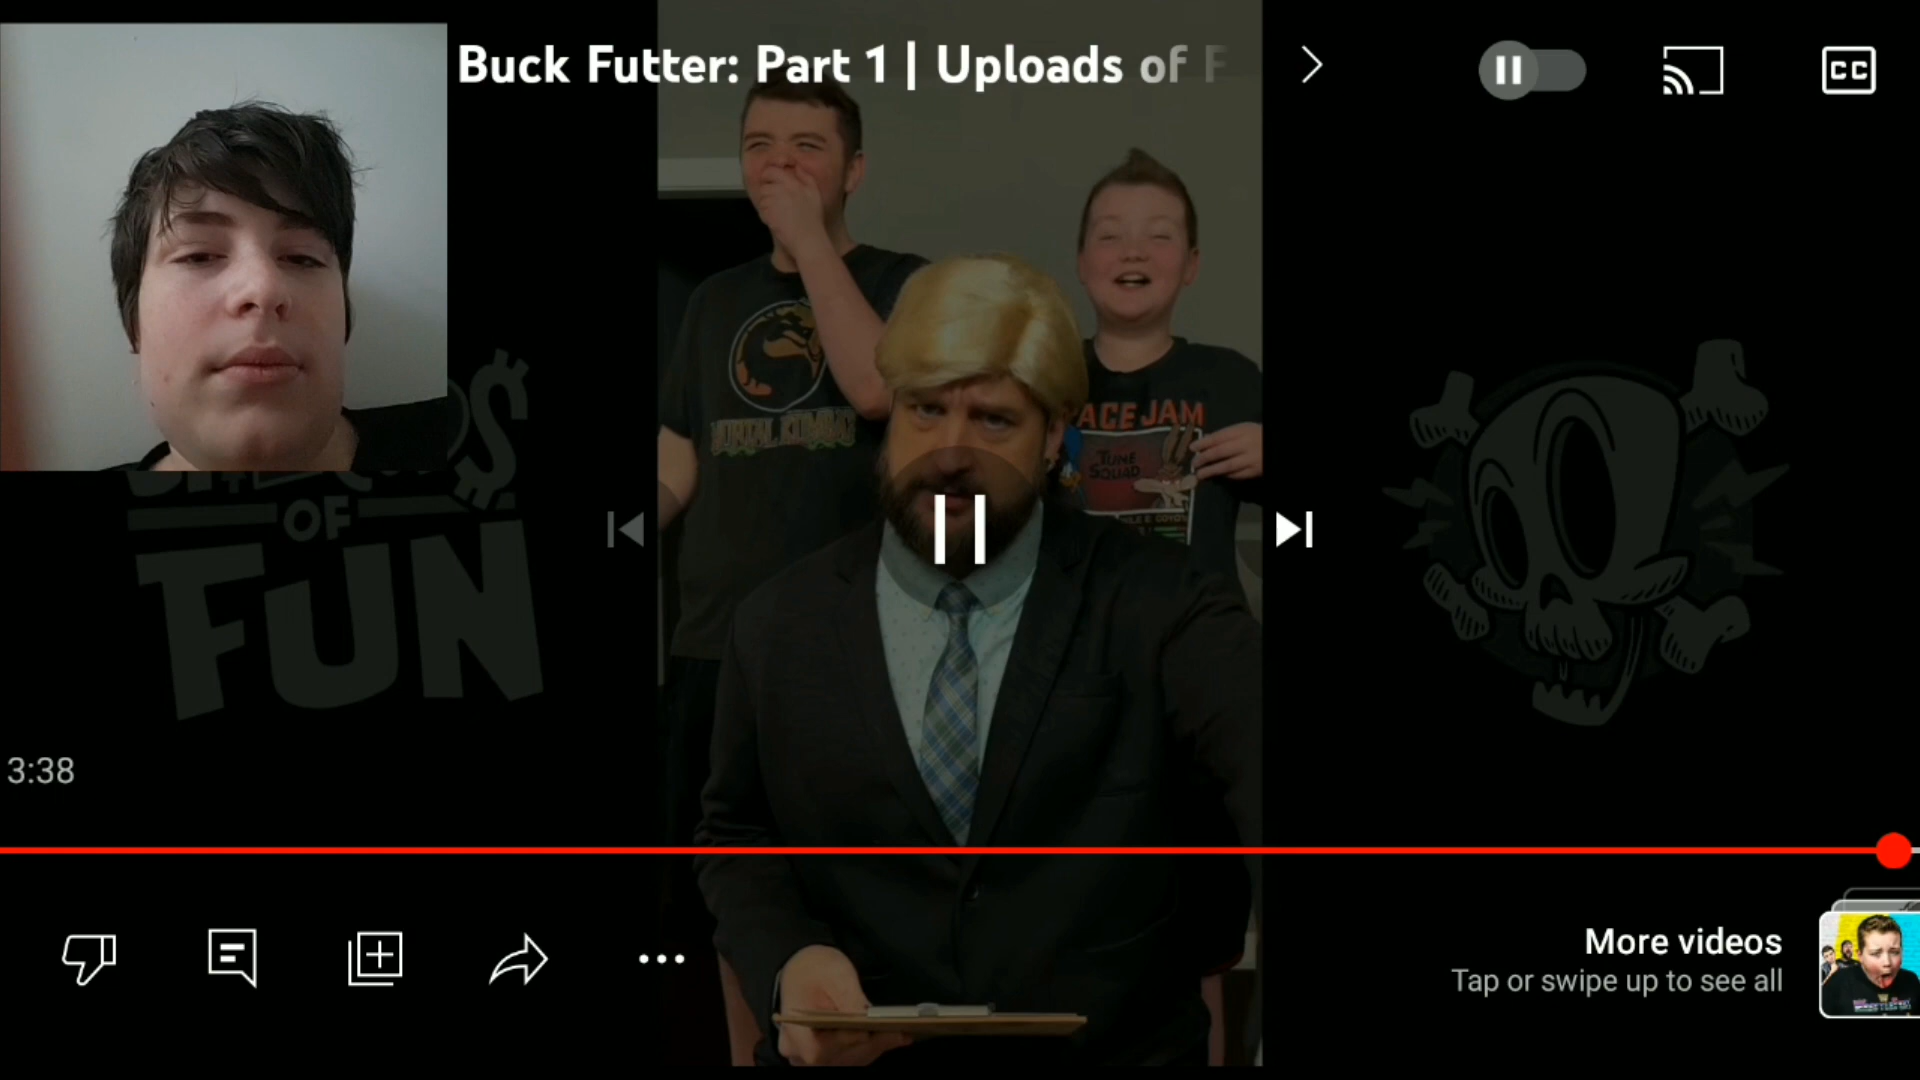 Buck Futter: Part 1 | Uploads of F
CC
MORTAL KOMBAT
ACE JAM
TUNE
SQUAD
OF
FUN
3:38
More videos
Tap or swipe up to see all